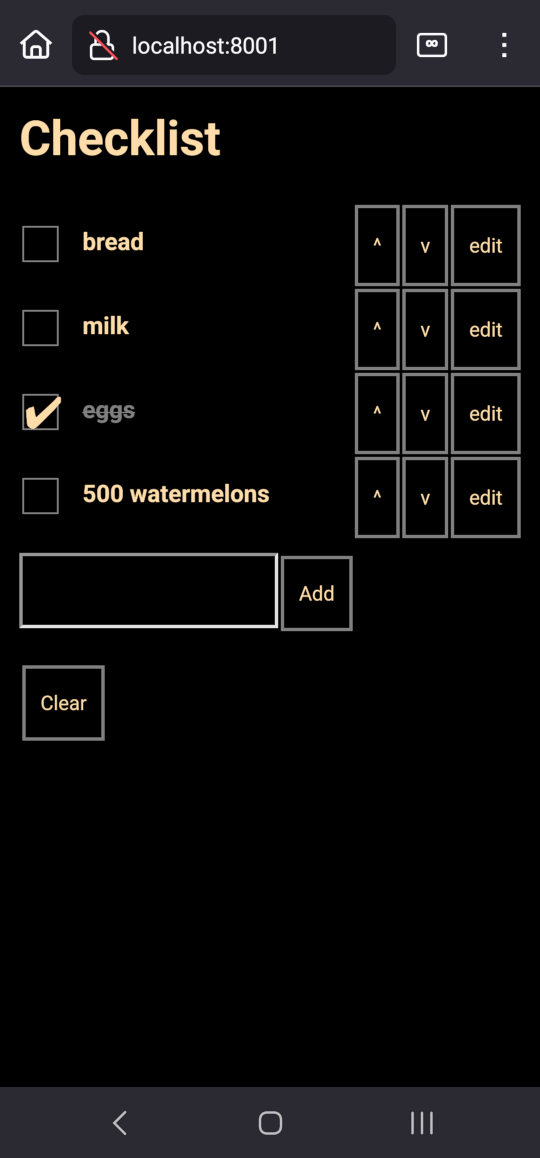 localhost:8001
Checklist
bread ^ v edit
milk ^ v edit
eggs ^ v edit
500 watermelons ^ v edit
Add
Clear